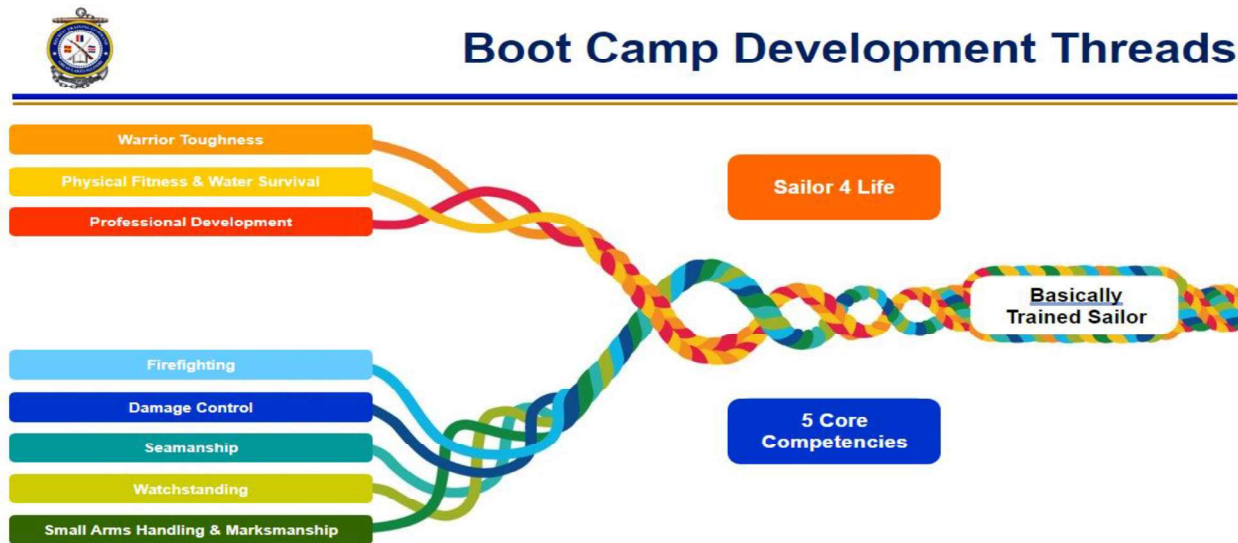 Boot Camp Development Threads
Warrior Toughness
Physical Fitness & Water Survival
Professional Development
Sailor 4 Life
Basically
Trained Sailor
Firefighting
Damage Control
Seamanship
Watchstanding
Small Arms Handling & Marksmanship
5 Core
Competencies